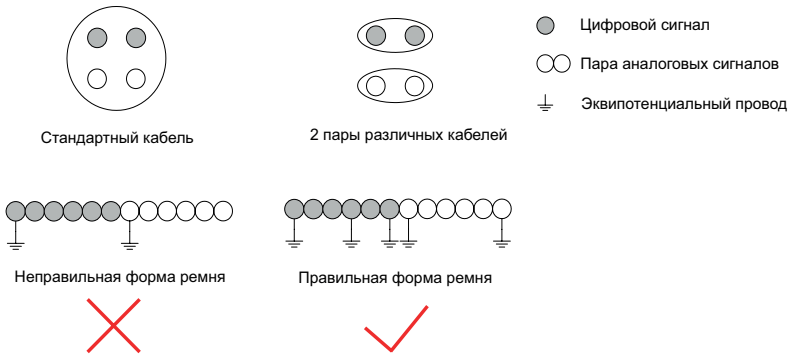 Цифровой сигнал
Пара аналоговых сигналов
Эквипотенциальный провод
Стандартный кабель
2 пары различных кабелей
Неправильная форма ремня
Правильная форма ремня